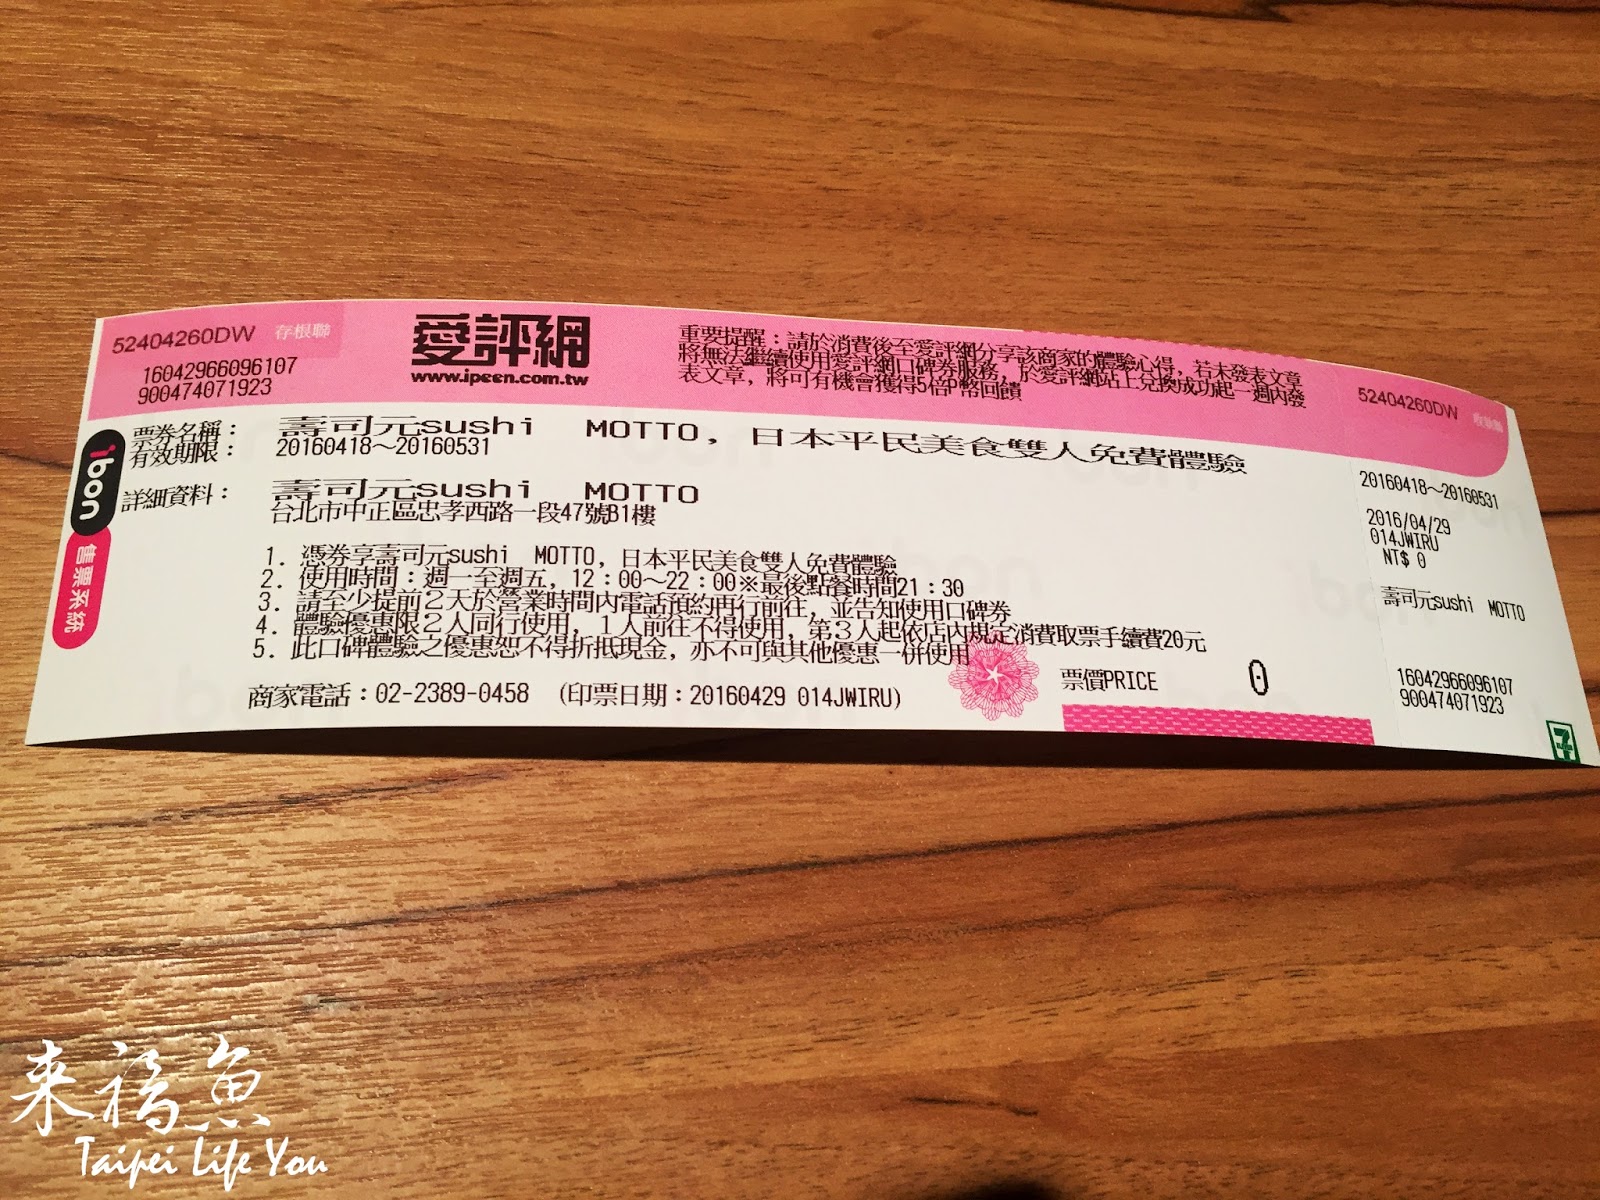 52404260DW 存根聯
16042966096107
900474071923
愛評網
www.ipeen.com.tw
重要提醒：請於消費後至愛評網分享該商家的體驗心得，若未發表文章
將無法繼續使用愛評網口碑券服務，於愛評網站上兌換成功起一週內發
表文章，將可有機會獲得5倍P幣回饋
52404260DW 收執聯
ibon
售票系統
票券名稱： 壽司元sushi MOTTO，日本平民美食雙人免費體驗
有效期限： 20160418～20160531
詳細資料： 壽司元sushi MOTTO
台北市中正區忠孝西路一段47號B1樓
1. 憑券享壽司元sushi MOTTO，日本平民美食雙人免費體驗
2. 使用時間：週一至週五，12：00～22：00※最後點餐時間21：30
3. 請至少提前２天於營業時間內電話預約再行前往，並告知使用口碑券
4. 體驗優惠限２人同行使用，１人前往不得使用，第３人起依店內規定消費取票手續費20元
5. 此口碑體驗之優惠恕不得折抵現金，亦不可與其他優惠一併使用
商家電話：02-2389-0458 (印票日期：20160429 014JWIRU)
票價PRICE 0
20160418～20160531
2016/04/29
014JWIRU
NT$ 0
壽司元sushi MOTTO
16042966096107
900474071923
7
来福魚
Taipei Life You